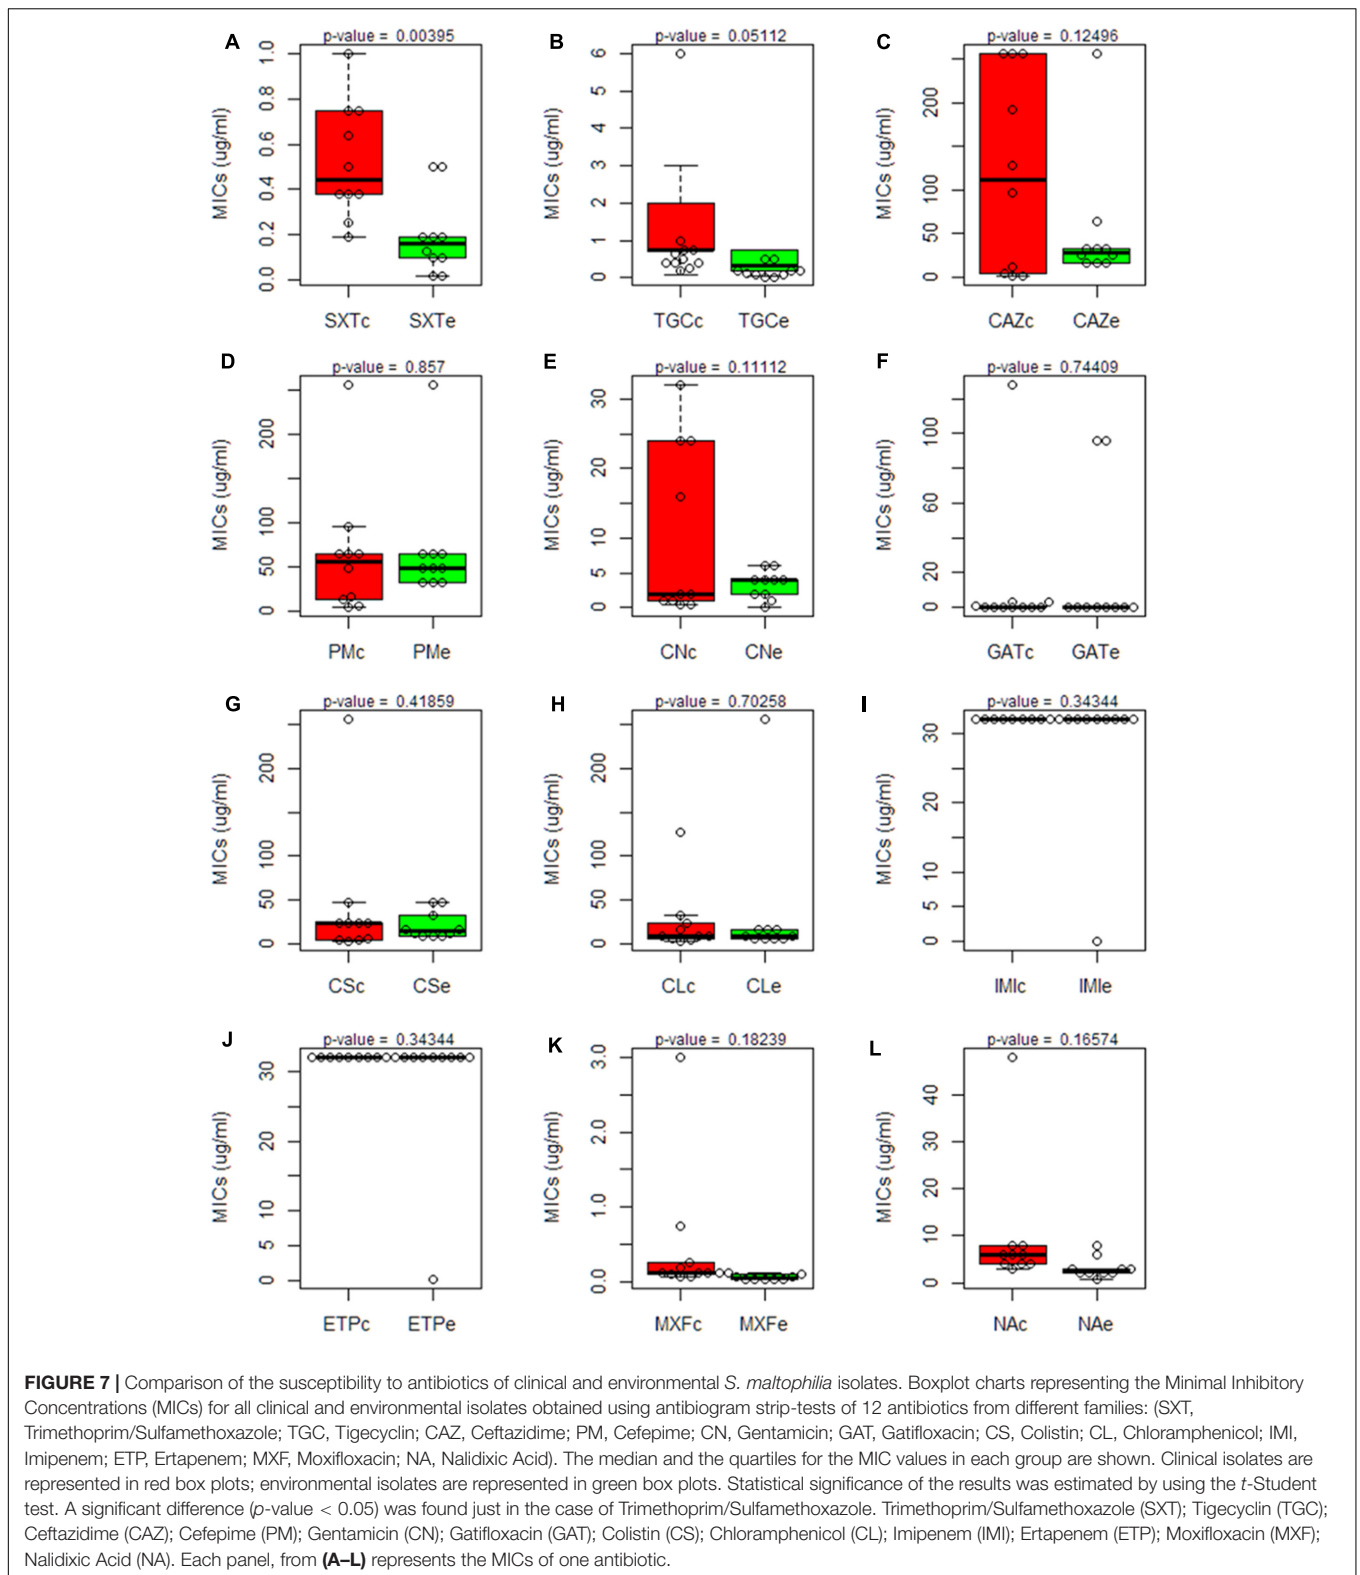 A
p-value = 0.00395
MICs (ug/ml)
1.0
0.8
0.6
0.4
0.2
0.0
SXTc SXTe
B
p-value = 0.05112
MICs (ug/ml)
6
5
4
3
2
1
0
TGCc TGCe
C
p-value = 0.12496
MICs (ug/ml)
200
100
50
0
CAZc CAZe
D
p-value = 0.857
MICs (ug/ml)
200
100
50
0
PMc PMe
E
p-value = 0.11112
MICs (ug/ml)
30
20
10
5
0
CNc CNe
F
p-value = 0.74409
MICs (ug/ml)
100
60
20
0
GATc GATe
G
p-value = 0.41859
MICs (ug/ml)
200
100
50
0
CSc CSe
H
p-value = 0.70258
MICs (ug/ml)
200
100
50
0
CLc CLe
I
p-value = 0.34344
MICs (ug/ml)
30
20
10
5
0
IMIc IMIe
J
p-value = 0.34344
MICs (ug/ml)
30
20
10
5
0
ETPc ETPe
K
p-value = 0.18239
MICs (ug/ml)
3.0
2.0
1.0
0.0
MXFc MXFe
L
p-value = 0.16574
MICs (ug/ml)
40
30
20
10
0
NAc NAe
FIGURE 7 | Comparison of the susceptibility to antibiotics of clinical and environmental S. maltophilia isolates. Boxplot charts representing the Minimal Inhibitory
Concentrations (MICs) for all clinical and environmental isolates obtained using antibiogram strip-tests of 12 antibiotics from different families: (SXT,
Trimethoprim/Sulfamethoxazole; TGC, Tigecyclin; CAZ, Ceftazidime; PM, Cefepime; CN, Gentamicin; GAT, Gatifloxacin; CS, Colistin; CL, Chloramphenicol; IMI,
Imipenem; ETP, Ertapenem; MXF, Moxifloxacin; NA, Nalidixic Acid). The median and the quartiles for the MIC values in each group are shown. Clinical isolates are
represented in red box plots; environmental isolates are represented in green box plots. Statistical significance of the results was estimated by using the t-Student
test. A significant difference (p-value < 0.05) was found just in the case of Trimethoprim/Sulfamethoxazole. Trimethoprim/Sulfamethoxazole (SXT); Tigecyclin (TGC);
Ceftazidime (CAZ); Cefepime (PM); Gentamicin (CN); Gatifloxacin (GAT); Colistin (CS); Chloramphenicol (CL); Imipenem (IMI); Ertapenem (ETP); Moxifloxacin (MXF);
Nalidixic Acid (NA). Each panel, from (A–L) represents the MICs of one antibiotic.